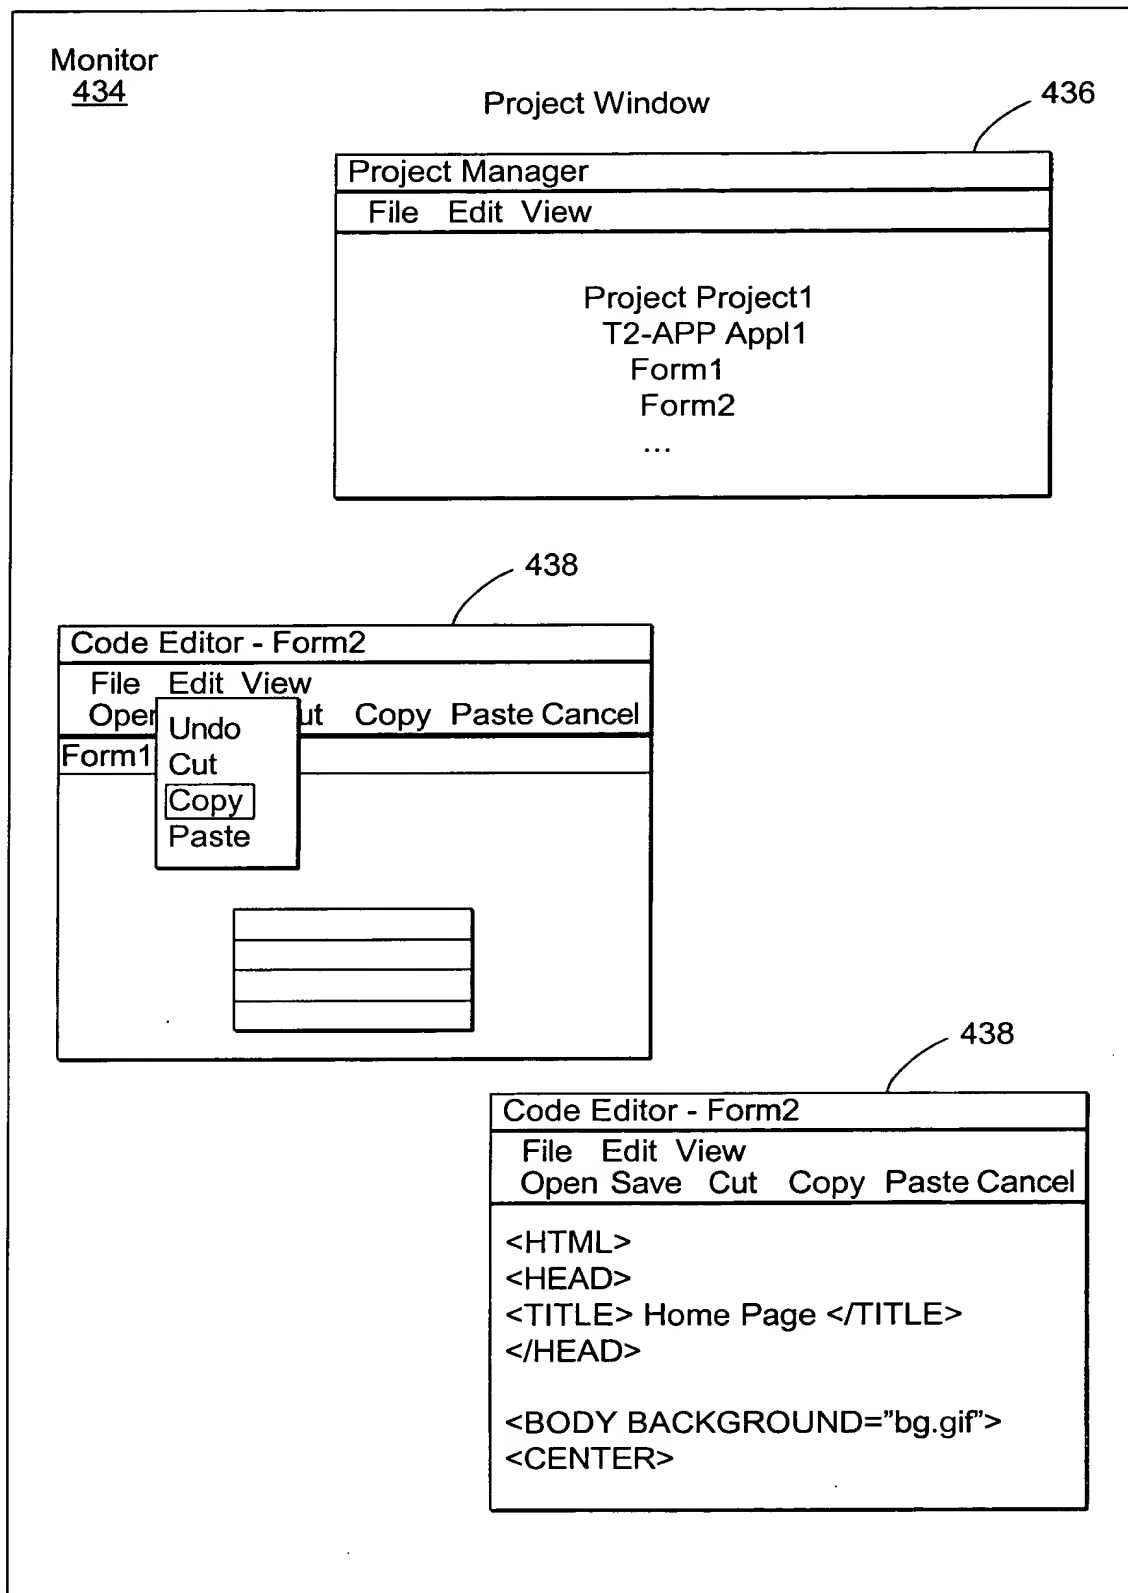 Monitor
434
Project Window
436
Project Manager
File Edit View
Project Project1
T2-APP Appl1
Form1
Form2
...
438
Code Editor - Form2
File Edit View
Copy Paste Cancel
Form1
Undo
Cut
Copy
Paste
438
Code Editor - Form2
File Edit View
Open Save Cut Copy Paste Cancel
<HTML>
<HEAD>
<TITLE> Home Page </TITLE>
</HEAD>
<BODY BACKGROUND="bg.gif">
<CENTER>